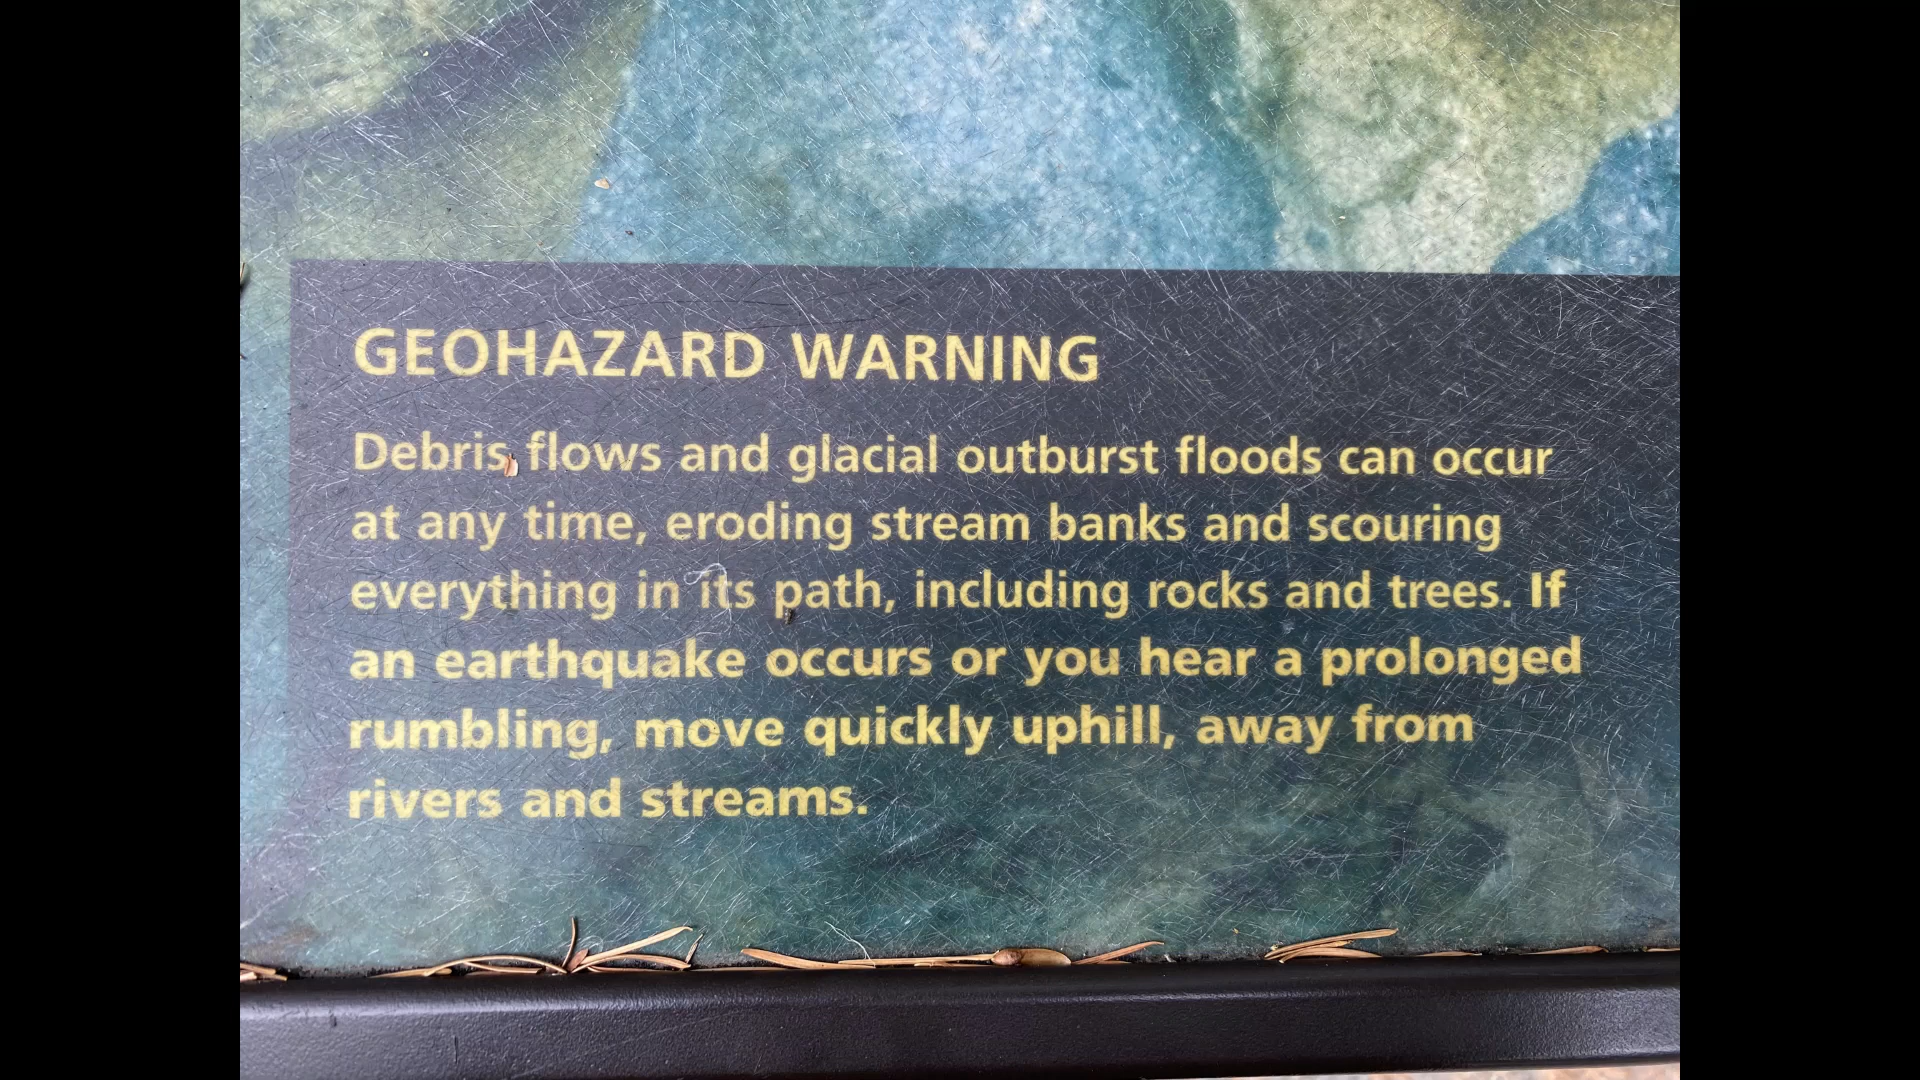 GEOHAZARD WARNING
Debris flows and glacial outburst floods can occur
at any time, eroding stream banks and scouring
everything in its path, including rocks and trees. If
an earthquake occurs or you hear a prolonged
rumbling, move quickly uphill, away from
rivers and streams.